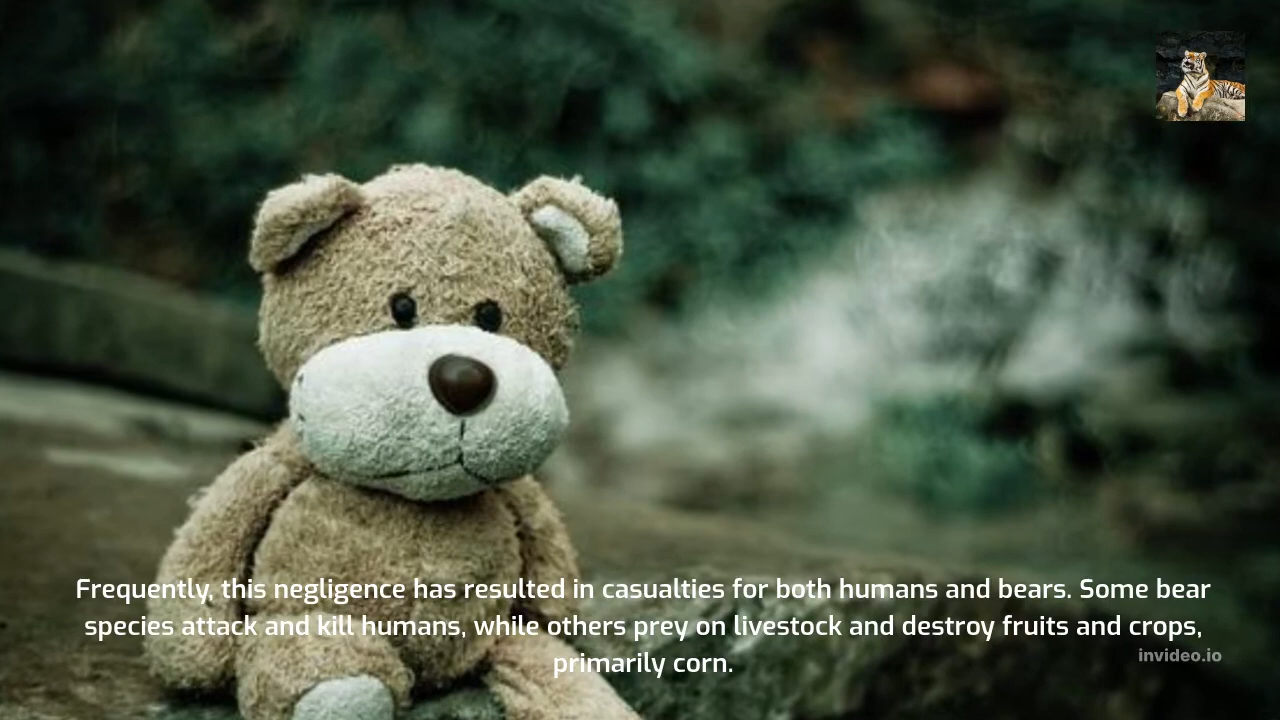 Frequently, this negligence has resulted in casualties for both humans and bears. Some bear
species attack and kill humans, while others prey on livestock and destroy fruits and crops,
primarily corn.
invideo.io